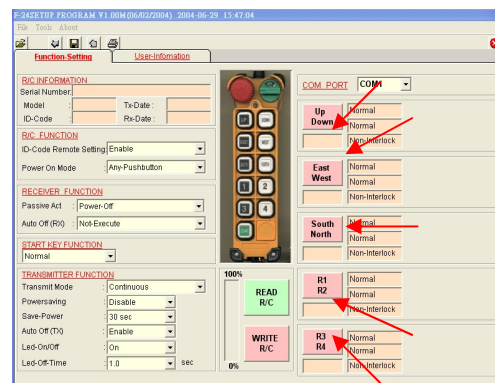 F-24SETUP PROGRAM V1.00M(06/02/2004) 2004-06-29 15:47:04
File Tools About
Function-Setting User-Infomation
R/C INFORMATION
Serial Number:
Model : Tx-Date :
ID-Code : Rx-Date :
R/C FUNCTION
ID-Code Remote Setting: Enable
Power On Mode : Any-Pushbutton
RECEIVER FUNCTION
Passive Act : Power-Off
Auto Off (RX) : Not-Execute
START KEY FUNCTION
Normal
TRANSMITTER FUNCTION
Transmit Mode : Continuous
Powersaving : Disable
Save-Power : 30 sec
Auto Off (TX) : Enable
Led-On/Off : On
Led-Off-Time : 1.0 sec
1 2
3 4
100%
READ
R/C
WRITE
R/C
0%
COM PORT COM1
Up
Down
Normal
Normal
Non-Interlock
East
West
Normal
Normal
Non-Interlock
South
North
Normal
Normal
Non-Interlock
R1
R2
Normal
Normal
Non-Interlock
R3
R4
Normal
Normal
Non-Interlock